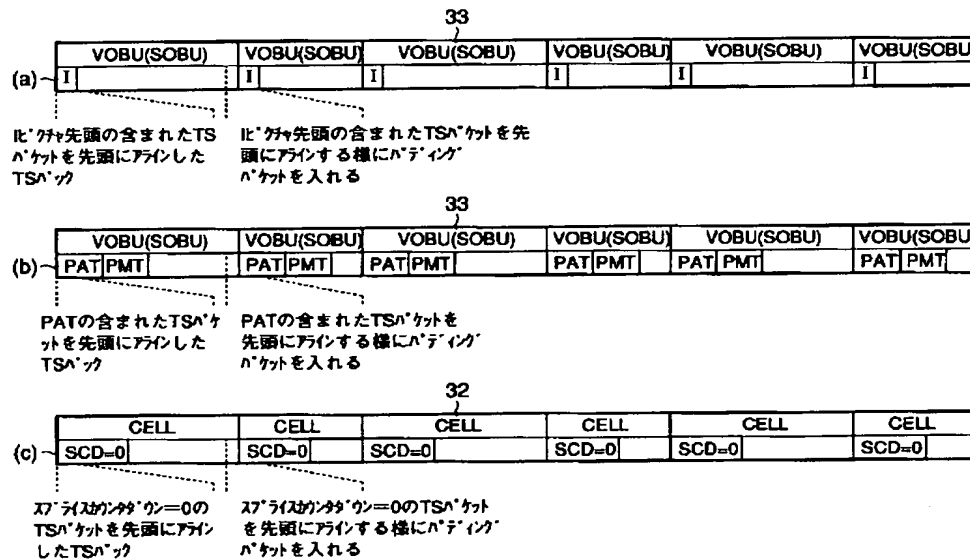 33
VOBU(SOBU) VOBU(SOBU) VOBU(SOBU) VOBU(SOBU) VOBU(SOBU) VOBU(SOBU
(a) I I I I I I
Iピクチャ先頭の含まれたTS
パケットを先頭にアラインした
TSパック
Iピクチャ先頭の含まれたTSパケットを先
頭にアラインする様にパディング
パケットを入れる
33
VOBU(SOBU) VOBU(SOBU) VOBU(SOBU) VOBU(SOBU) VOBU(SOBU) VOBU(SOBU
(b) PAT PMT PAT PMT PAT PMT PAT PMT PAT PMT PAT PMT
PATの含まれたTSパケ
ットを先頭にアラインした
TSパック
PATの含まれたTSパケットを
先頭にアラインする様にパディング
パケットを入れる
32
CELL CELL CELL CELL CELL CELL
(c) SCD=0 SCD=0 SCD=0 SCD=0 SCD=0 SCD=0
スプライスカウンタダウン=0の
TSパケットを先頭にアライン
したTSパック
スプライスカウンタダウン=0のTSパケット
を先頭にアラインする様にパディング
パケットを入れる